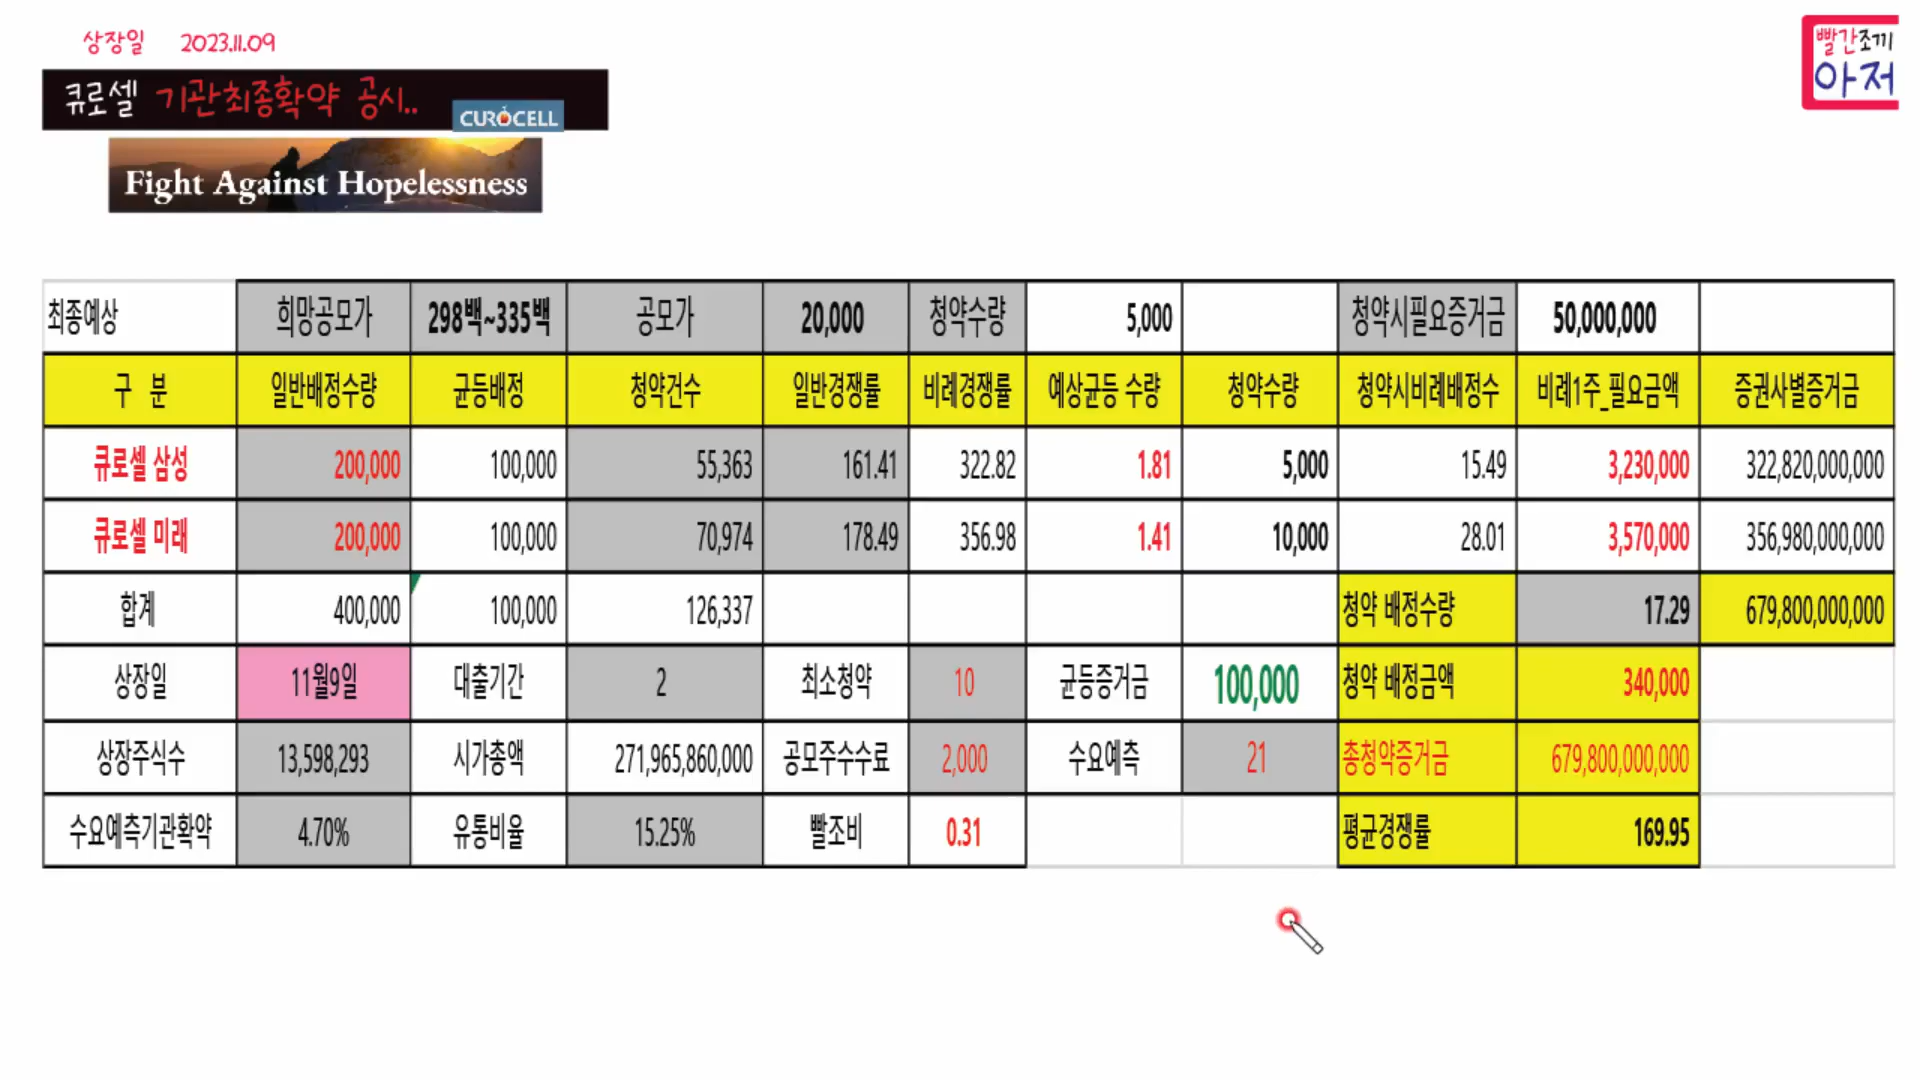 상장일 2023.11.09
큐로셀 기관최종확약 공시..
CUROCELL
Fight Against Hopelessness
빨간조끼
아저
최종예상 희망공모가 298백~335백 공모가 20,000 청약수량 5,000 청약시필요증거금 50,000,000
구 분 일반배정수량 균등배정 청약건수 일반경쟁률 비례경쟁률 예상균등 수량 청약수량 청약시비례배정수 비례1주_필요금액 증권사별증거금
큐로셀 삼성 200,000 100,000 55,363 161.41 322.82 1.81 5,000 15.49 3,230,000 322,820,000,000
큐로셀 미래 200,000 100,000 70,974 178.49 356.98 1.41 10,000 28.01 3,570,000 356,980,000,000
합계 400,000 100,000 126,337 청약 배정수량 17.29 679,800,000,000
상장일 11월9일 대출기간 2 최소청약 10 균등증거금 100,000 청약 배정금액 340,000
상장주식수 13,598,293 시가총액 271,965,860,000 공모주수수료 2,000 수요예측 21 총청약증거금 679,800,000,000
수요예측기관확약 4.70% 유통비율 15.25% 빨조비 0.31 평균경쟁률 169.95